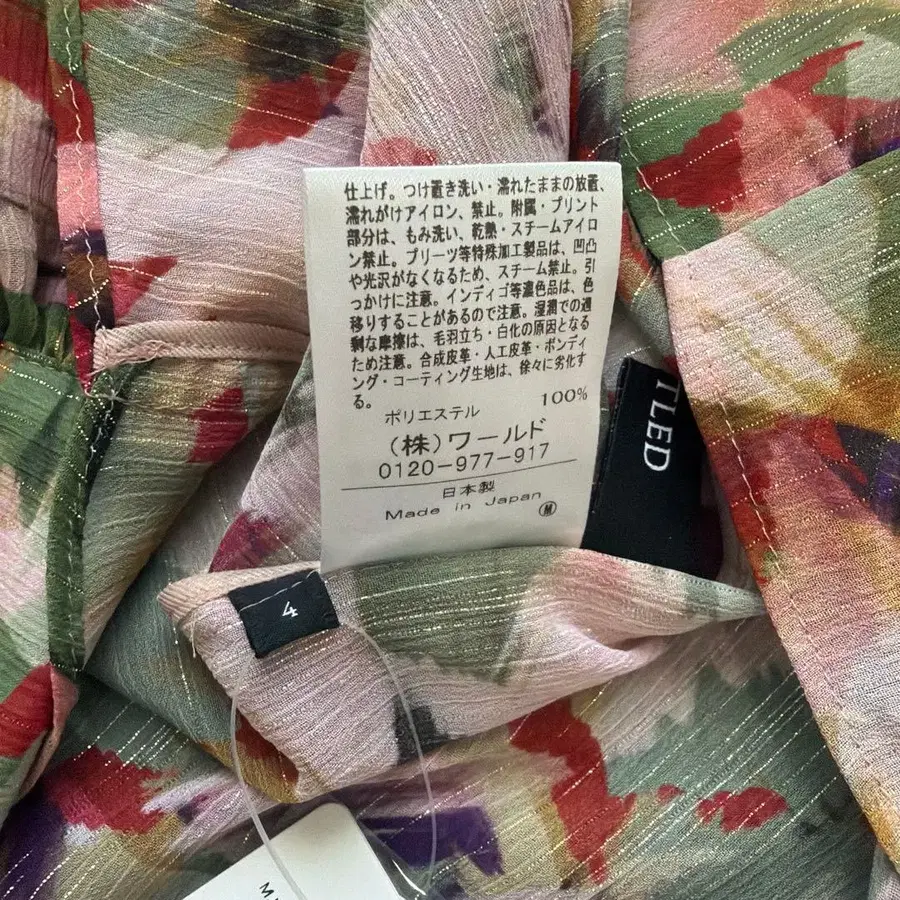 仕上げ。つけ置き洗い・濡れたままの放置、
濡れがけアイロン、禁止。附属・プリント
部分は、もみ洗い、乾熱・スチームアイロ
ン禁止。プリーツ等特殊加工製品は、凹凸
や光沢がなくなるため、スチーム禁止。引
っかけに注意。インディゴ等濃色品は、色
移りすることがあるので注意。湿潤での過
剰な摩擦は、毛羽立ち・白化の原因となる
ため注意。合成皮革・人工皮革・ボンディ
ング・コーティング生地は、徐々に劣化す
る。
ポリエステル 100%
(株)ワールド
0120-977-917
日本製
Made in Japan
M
TLED
4